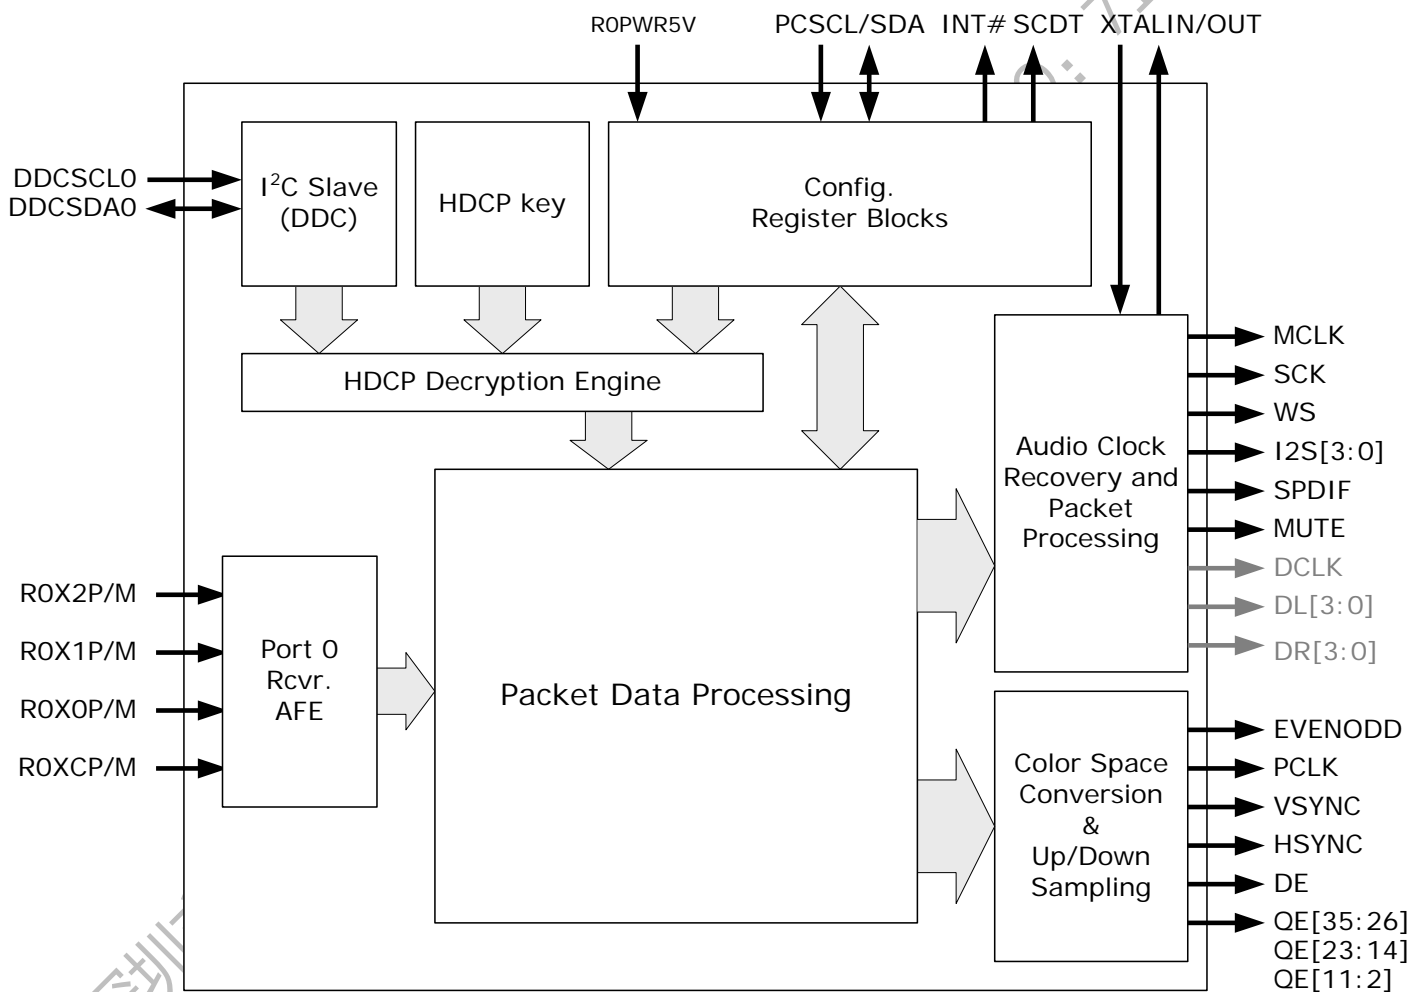 R0PWR5V PCSCL/SDA INT# SCDT XTALIN/OUT
DDCSCL0
DDCSDA0
I²C Slave
(DDC)
HDCP key
Config.
Register Blocks
HDCP Decryption Engine
Audio Clock
Recovery and
Packet
Processing
MCLK
SCK
WS
I2S[3:0]
SPDIF
MUTE
DCLK
DL[3:0]
DR[3:0]
R0X2P/M
R0X1P/M
R0X0P/M
R0XCP/M
Port 0
Rcvr.
AFE
Packet Data Processing
Color Space
Conversion
&
Up/Down
Sampling
EVENODD
PCLK
VSYNC
HSYNC
DE
QE[35:26]
QE[23:14]
QE[11:2]